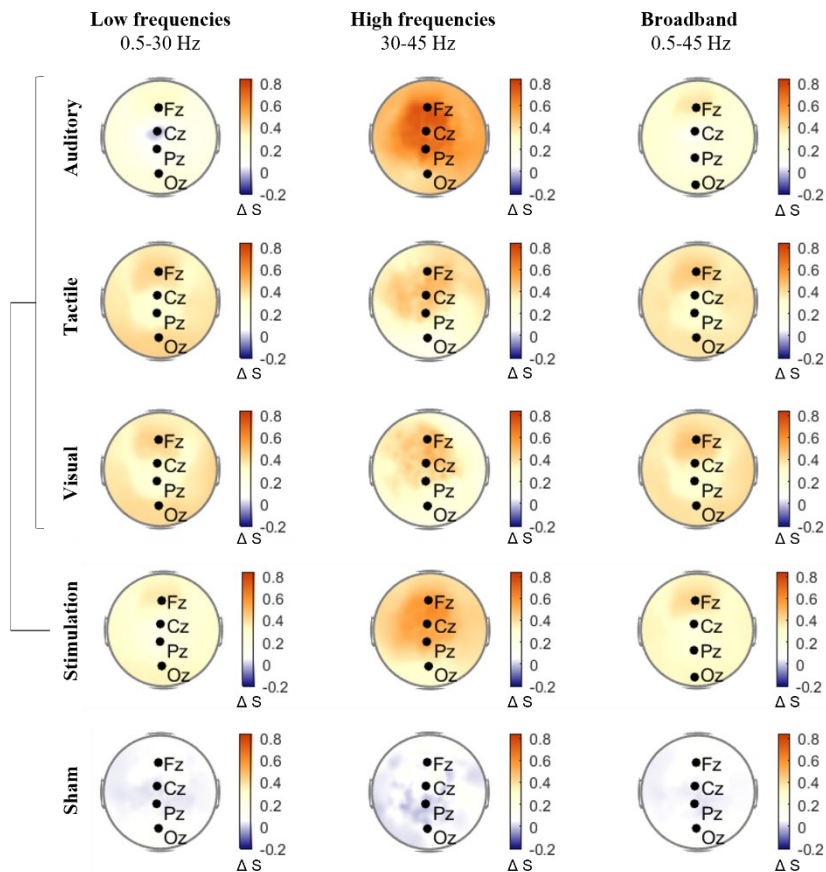 Low frequencies High frequencies Broadband
0.5-30 Hz 30-45 Hz 0.5-45 Hz
Auditory
Fz Cz Pz Oz 0.8 0.6 0.4 0.2 0 -0.2 Δ S
Fz Cz Pz Oz 0.8 0.6 0.4 0.2 0 -0.2 Δ S
Fz Cz Pz Oz 0.8 0.6 0.4 0.2 0 -0.2 Δ S
Tactile
Fz Cz Pz Oz 0.8 0.6 0.4 0.2 0 -0.2 Δ S
Fz Cz Pz Oz 0.8 0.6 0.4 0.2 0 -0.2 Δ S
Fz Cz Pz Oz 0.8 0.6 0.4 0.2 0 -0.2 Δ S
Visual
Fz Cz Pz Oz 0.8 0.6 0.4 0.2 0 -0.2 Δ S
Fz Cz Pz Oz 0.8 0.6 0.4 0.2 0 -0.2 Δ S
Fz Cz Pz Oz 0.8 0.6 0.4 0.2 0 -0.2 Δ S
Stimulation
Fz Cz Pz Oz 0.8 0.6 0.4 0.2 0 -0.2 Δ S
Fz Cz Pz Oz 0.8 0.6 0.4 0.2 0 -0.2 Δ S
Fz Cz Pz Oz 0.8 0.6 0.4 0.2 0 -0.2 Δ S
Sham
Fz Cz Pz Oz 0.8 0.6 0.4 0.2 0 -0.2 Δ S
Fz Cz Pz Oz 0.8 0.6 0.4 0.2 0 -0.2 Δ S
Fz Cz Pz Oz 0.8 0.6 0.4 0.2 0 -0.2 Δ S